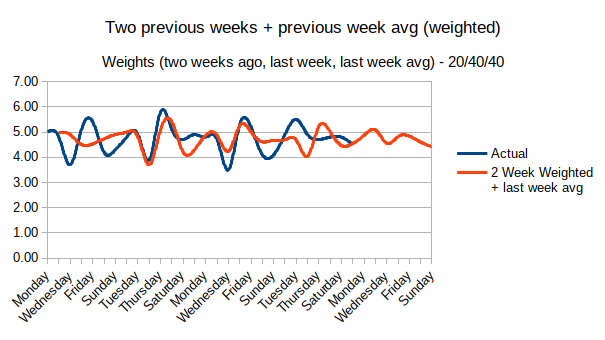 Two previous weeks + previous week avg (weighted)
Weights (two weeks ago, last week, last week avg) - 20/40/40
7.00
6.00
5.00
4.00
3.00
2.00
1.00
0.00
Actual
2 Week Weighted
+ last week avg
Monday
Wednesday
Friday
Sunday
Tuesday
Thursday
Saturday
Monday
Wednesday
Friday
Sunday
Tuesday
Thursday
Saturday
Monday
Wednesday
Friday
Sunday